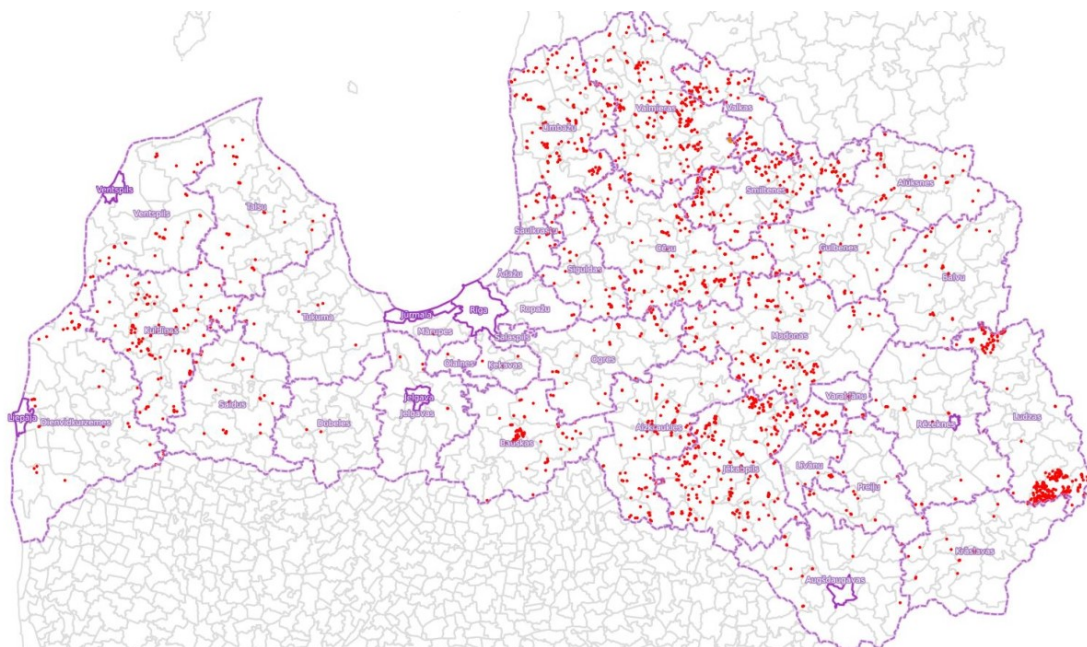 Valmieras
Valkas
Limbažu
Alūksnes
Ventspils
Smiltenes
Talsu
Ventspils
Saulkrastu
Cēsu
Gulbenes
Siguldas
Ādažu
Balvu
Ropažu
Rīga
Tukuma
Jūrmala
Kuldīgas
Mārupes
Salaspils
Madonas
Ogres
Olaines
Ķekavas
Varakļānu
Jelgava
Saldus
Liepāja
Dienvidkurzemes
Jelgavas
Dobeles
Ludzas
Rēzeknes
Aizkraukles
Bauskas
Līvānu
Jēkabpils
Preiļu
Krāslavas
Augšdaugavas